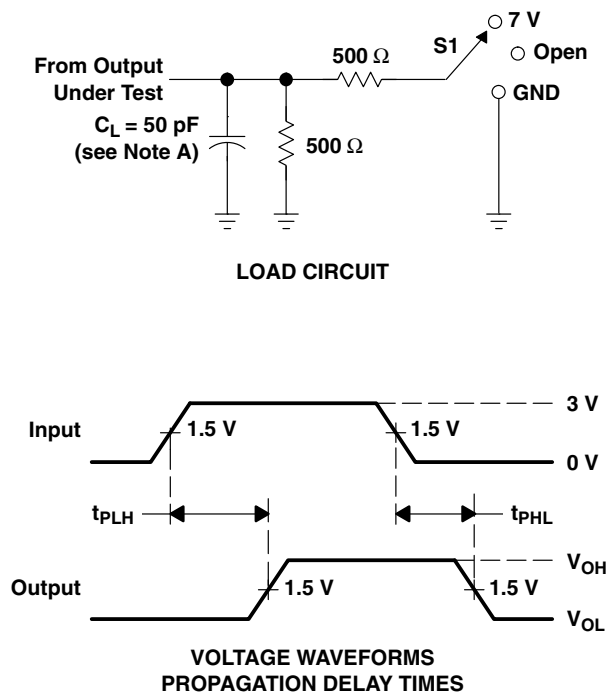 7 V
S1
Open
500 Ω
From Output
Under Test
GND
C_L = 50 pF
(see Note A)
500 Ω
LOAD CIRCUIT
3 V
Input
1.5 V
1.5 V
0 V
t_PLH
t_PHL
V_OH
Output
1.5 V
1.5 V
V_OL
VOLTAGE WAVEFORMS
PROPAGATION DELAY TIMES